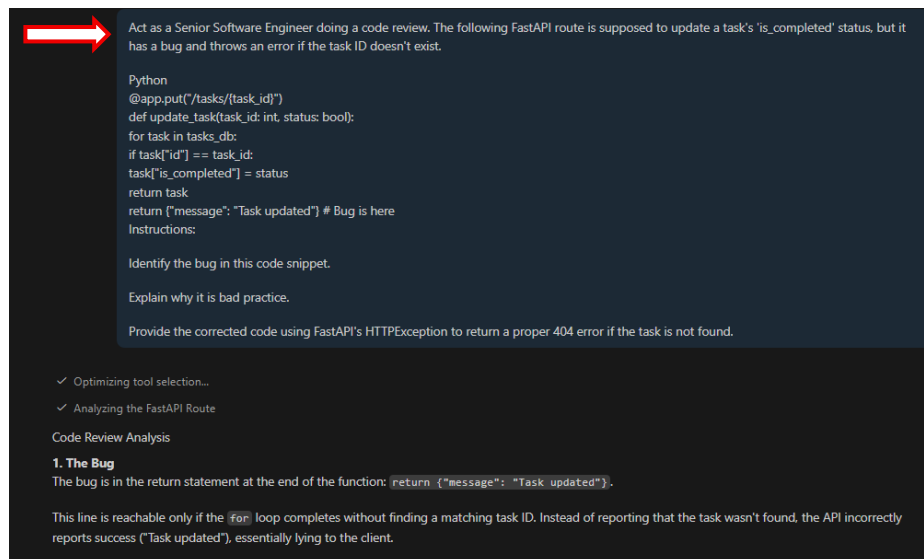 Act as a Senior Software Engineer doing a code review. The following FastAPI route is supposed to update a task's 'is_completed' status, but it
has a bug and throws an error if the task ID doesn't exist.
Python
@app.put("/tasks/{task_id}")
def update_task(task_id: int, status: bool):
for task in tasks_db:
if task["id"] == task_id:
task["is_completed"] = status
return task
return {"message": "Task updated"} # Bug is here
Instructions:
Identify the bug in this code snippet.
Explain why it is bad practice.
Provide the corrected code using FastAPI's HTTPException to return a proper 404 error if the task is not found.
✓ Optimizing tool selection...
✓ Analyzing the FastAPI Route
Code Review Analysis
1. The Bug
The bug is in the return statement at the end of the function: return {"message": "Task updated"}.
This line is reachable only if the for loop completes without finding a matching task ID. Instead of reporting that the task wasn't found, the API incorrectly
reports success ("Task updated"), essentially lying to the client.